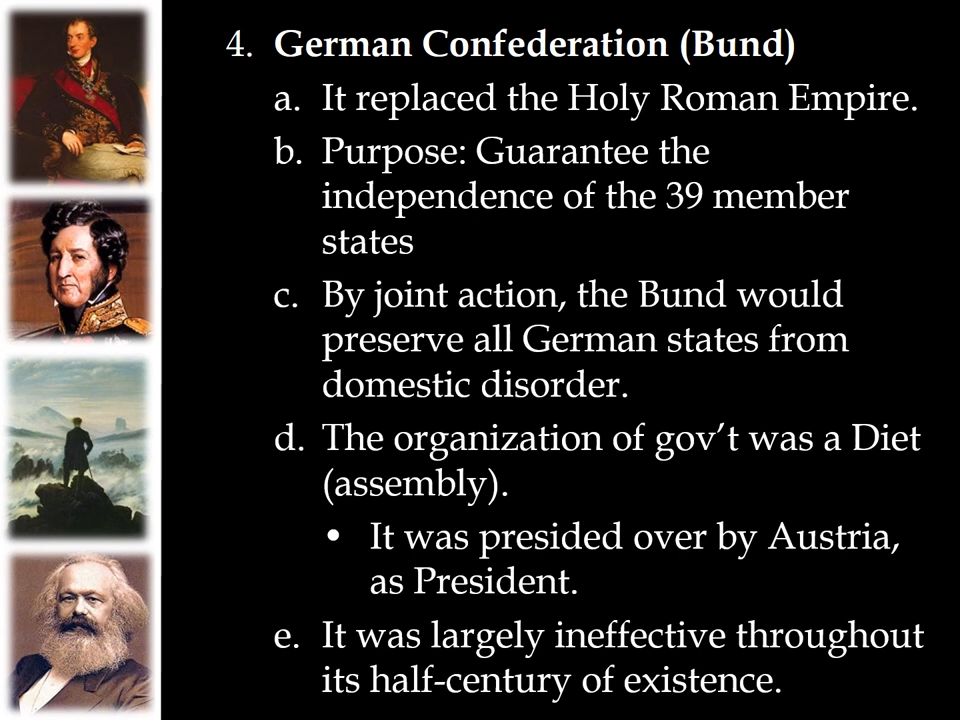 4. German Confederation (Bund)
a. It replaced the Holy Roman Empire.
b. Purpose: Guarantee the
independence of the 39 member
states
c. By joint action, the Bund would
preserve all German states from
domestic disorder.
d. The organization of gov’t was a Diet
(assembly).
• It was presided over by Austria,
as President.
e. It was largely ineffective throughout
its half-century of existence.